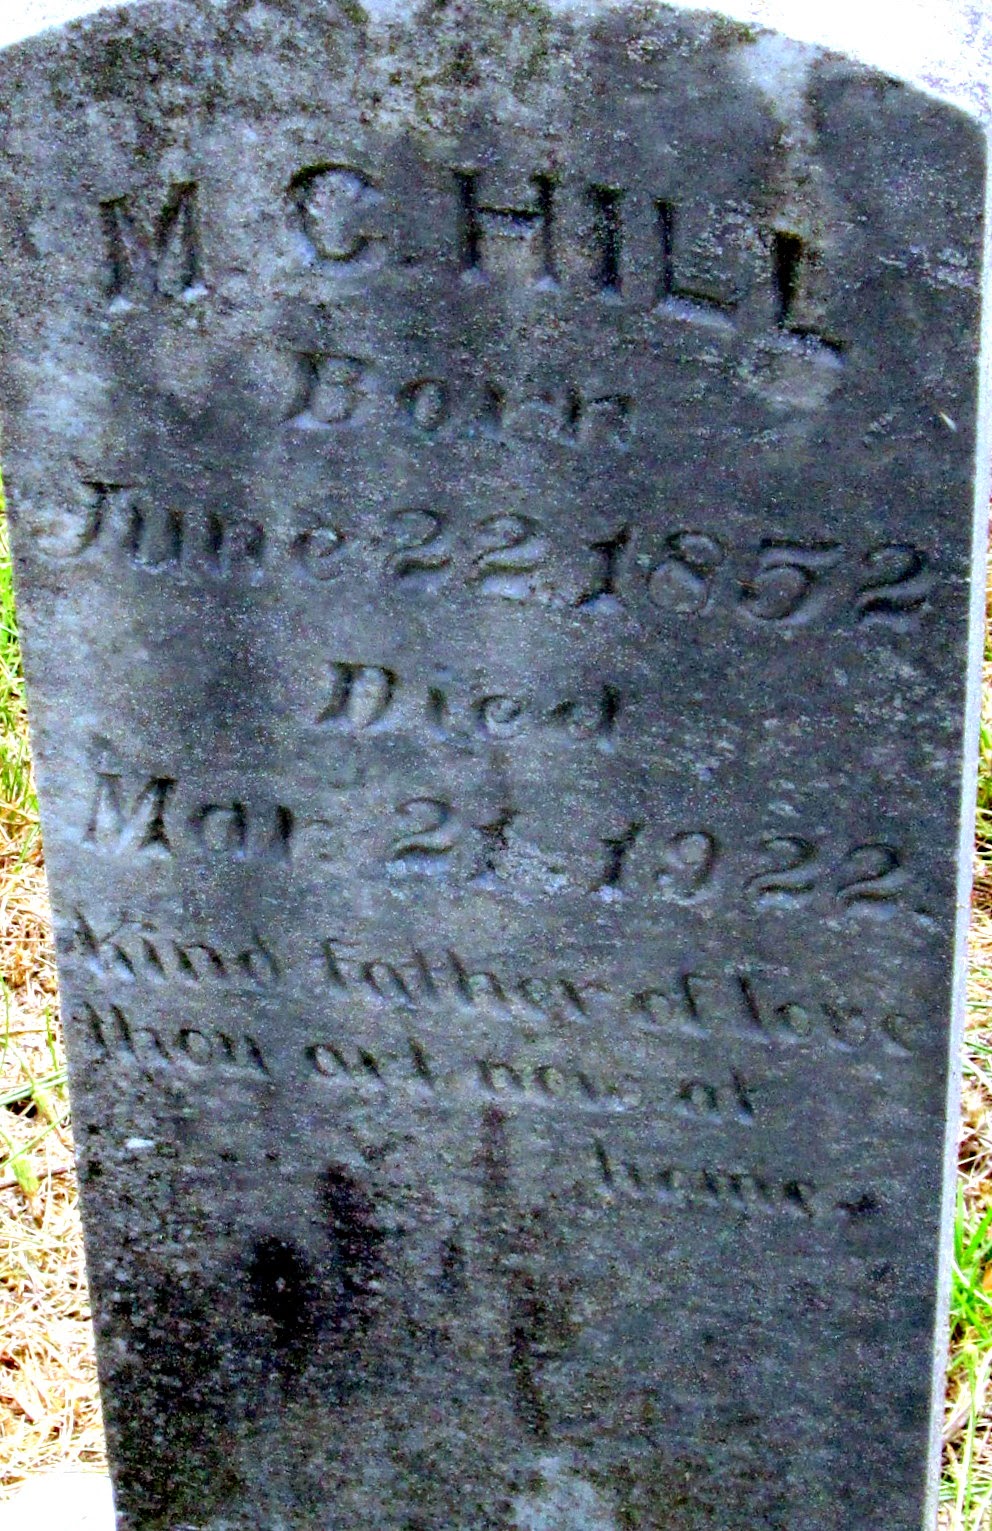 M C HILL
Born
June 22 1852
Died
Mar 21. 1922
Kind father of love
thou art now at
home.